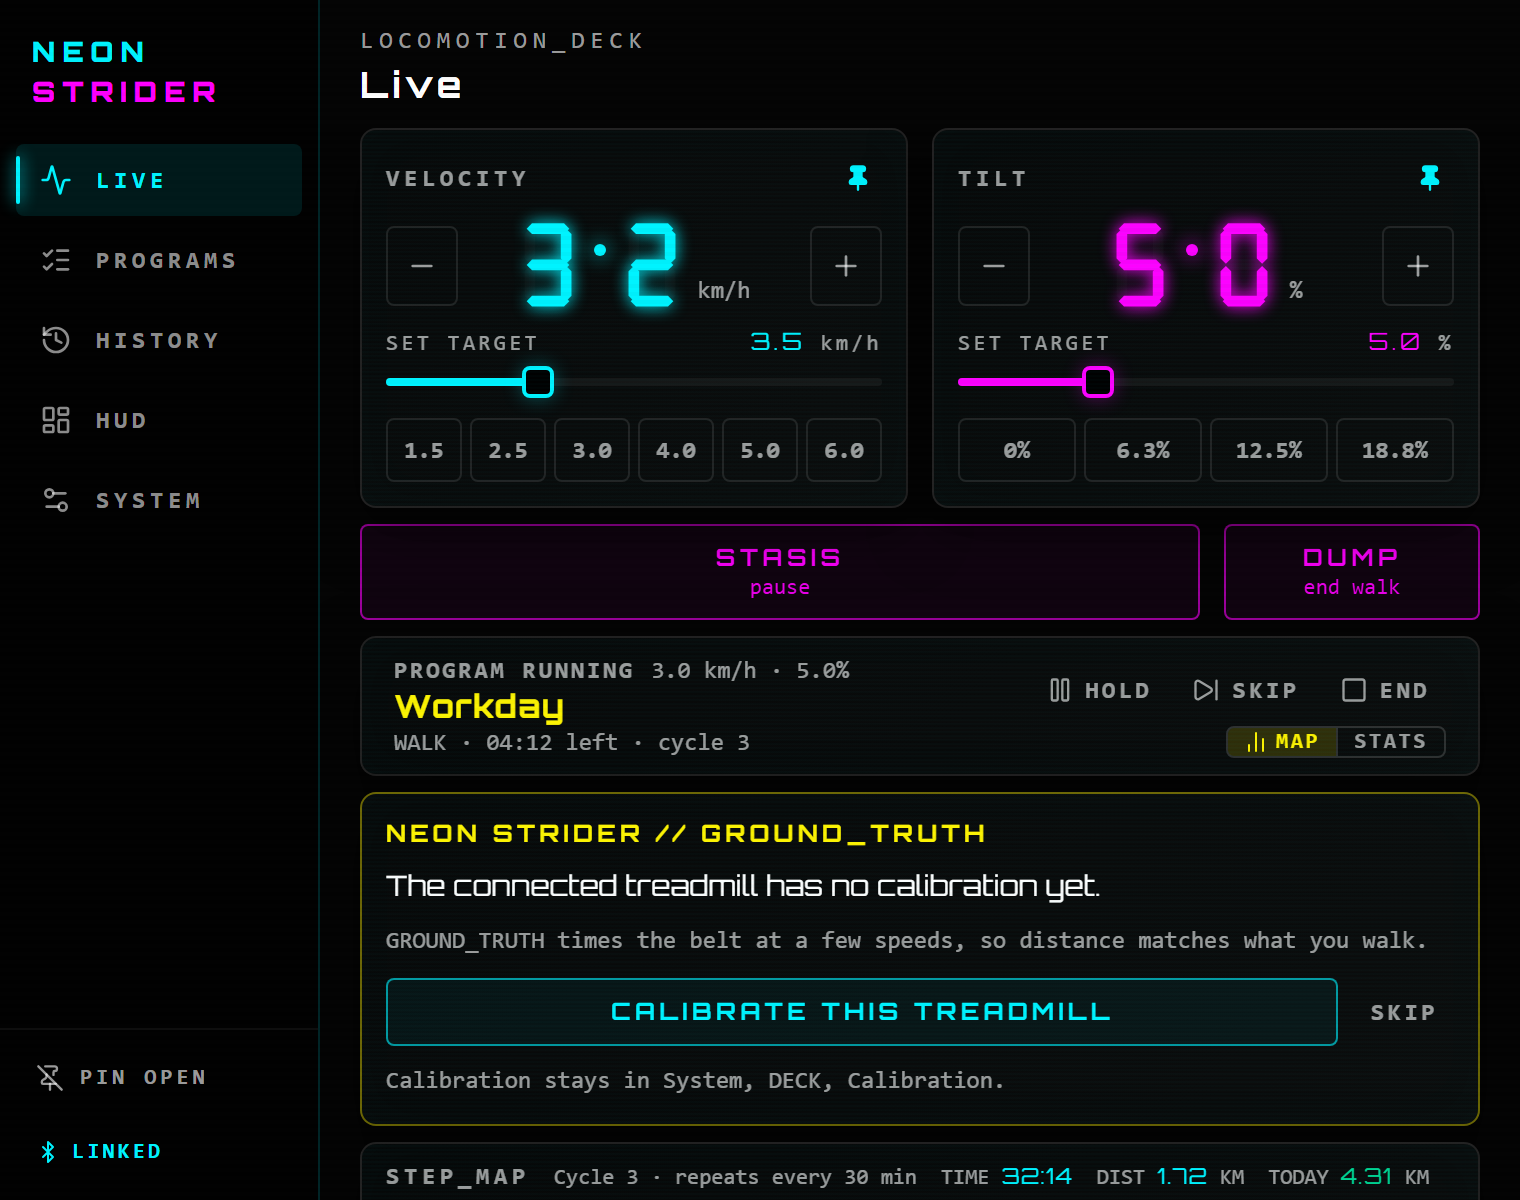 NEON
STRIDER
LIVE
PROGRAMS
HISTORY
HUD
SYSTEM
PIN OPEN
LINKED
LOCOMOTION_DECK
Live
VELOCITY
3.2 km/h
SET TARGET 3.5 km/h
1.5 2.5 3.0 4.0 5.0 6.0
TILT
5.0 %
SET TARGET 5.0 %
0% 6.3% 12.5% 18.8%
STASIS
pause
DUMP
end walk
PROGRAM RUNNING 3.0 km/h · 5.0%
Workday
WALK · 04:12 left · cycle 3
HOLD SKIP END
MAP STATS
NEON STRIDER // GROUND_TRUTH
The connected treadmill has no calibration yet.
GROUND_TRUTH times the belt at a few speeds, so distance matches what you walk.
CALIBRATE THIS TREADMILL SKIP
Calibration stays in System, DECK, Calibration.
STEP_MAP Cycle 3 · repeats every 30 min TIME 32:14 DIST 1.72 KM TODAY 4.31 KM